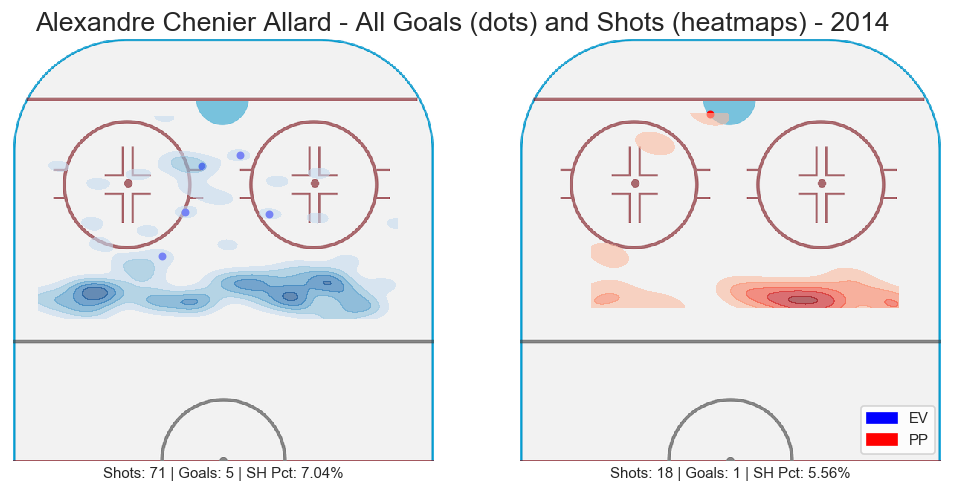 Alexandre Chenier Allard - All Goals (dots) and Shots (heatmaps) - 2014
EV
PP
Shots: 71 | Goals: 5 | SH Pct: 7.04%
Shots: 18 | Goals: 1 | SH Pct: 5.56%